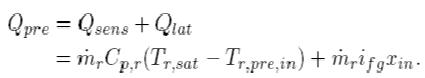 Q_{pre} = Q_{sens} + Q_{lat}
= \dot{m}_r C_{p,r}(T_{r,sat} − T_{r,pre,in}) + \dot{m}_r i_{fg} x_{in}.